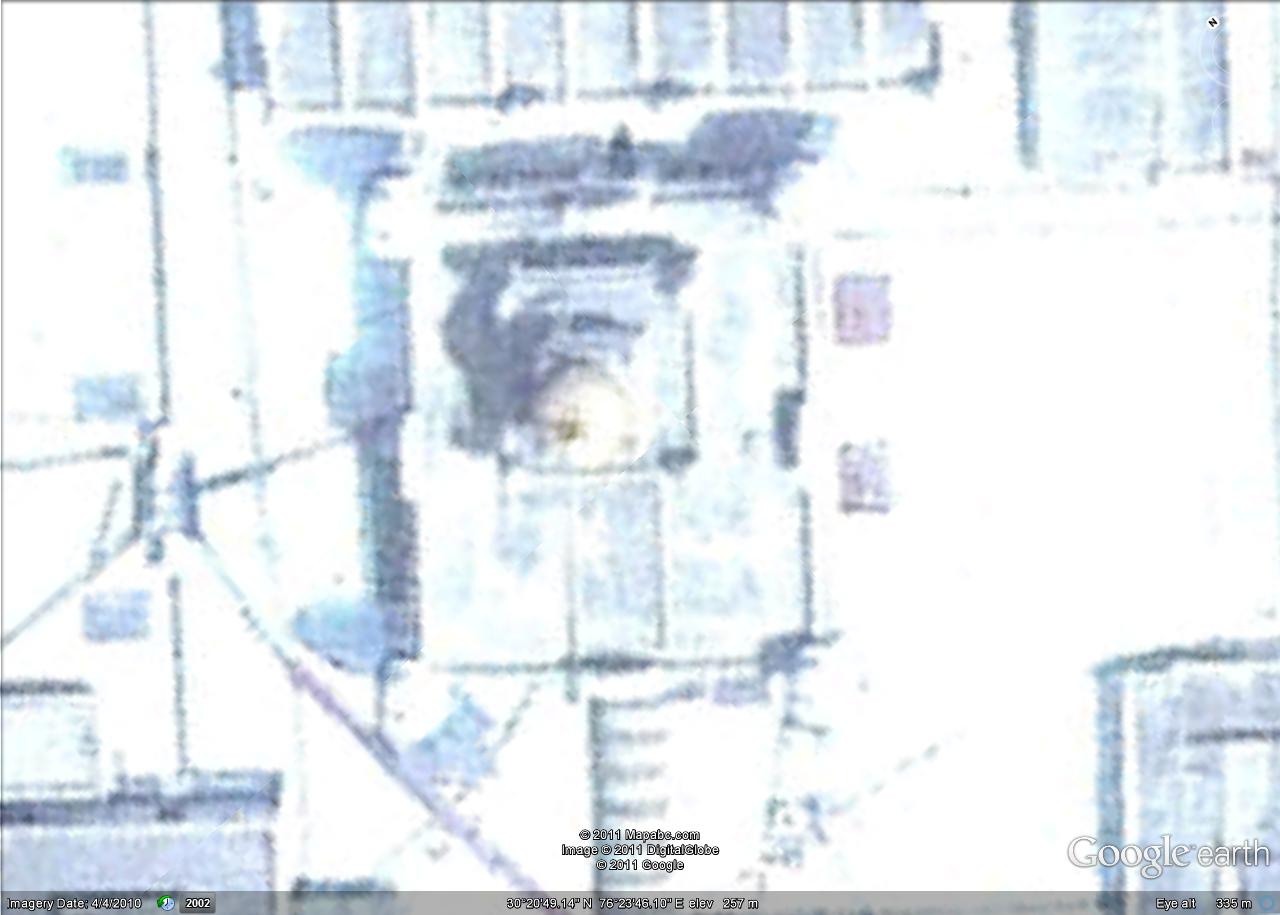 N
© 2011 Mapabc.com
Image © 2011 DigitalGlobe
© 2011 Google
Google earth
Imagery Date: 4/4/2010 2002 30°20'49.14" N 76°23'46.10" E elev 257 m Eye alt 335 m